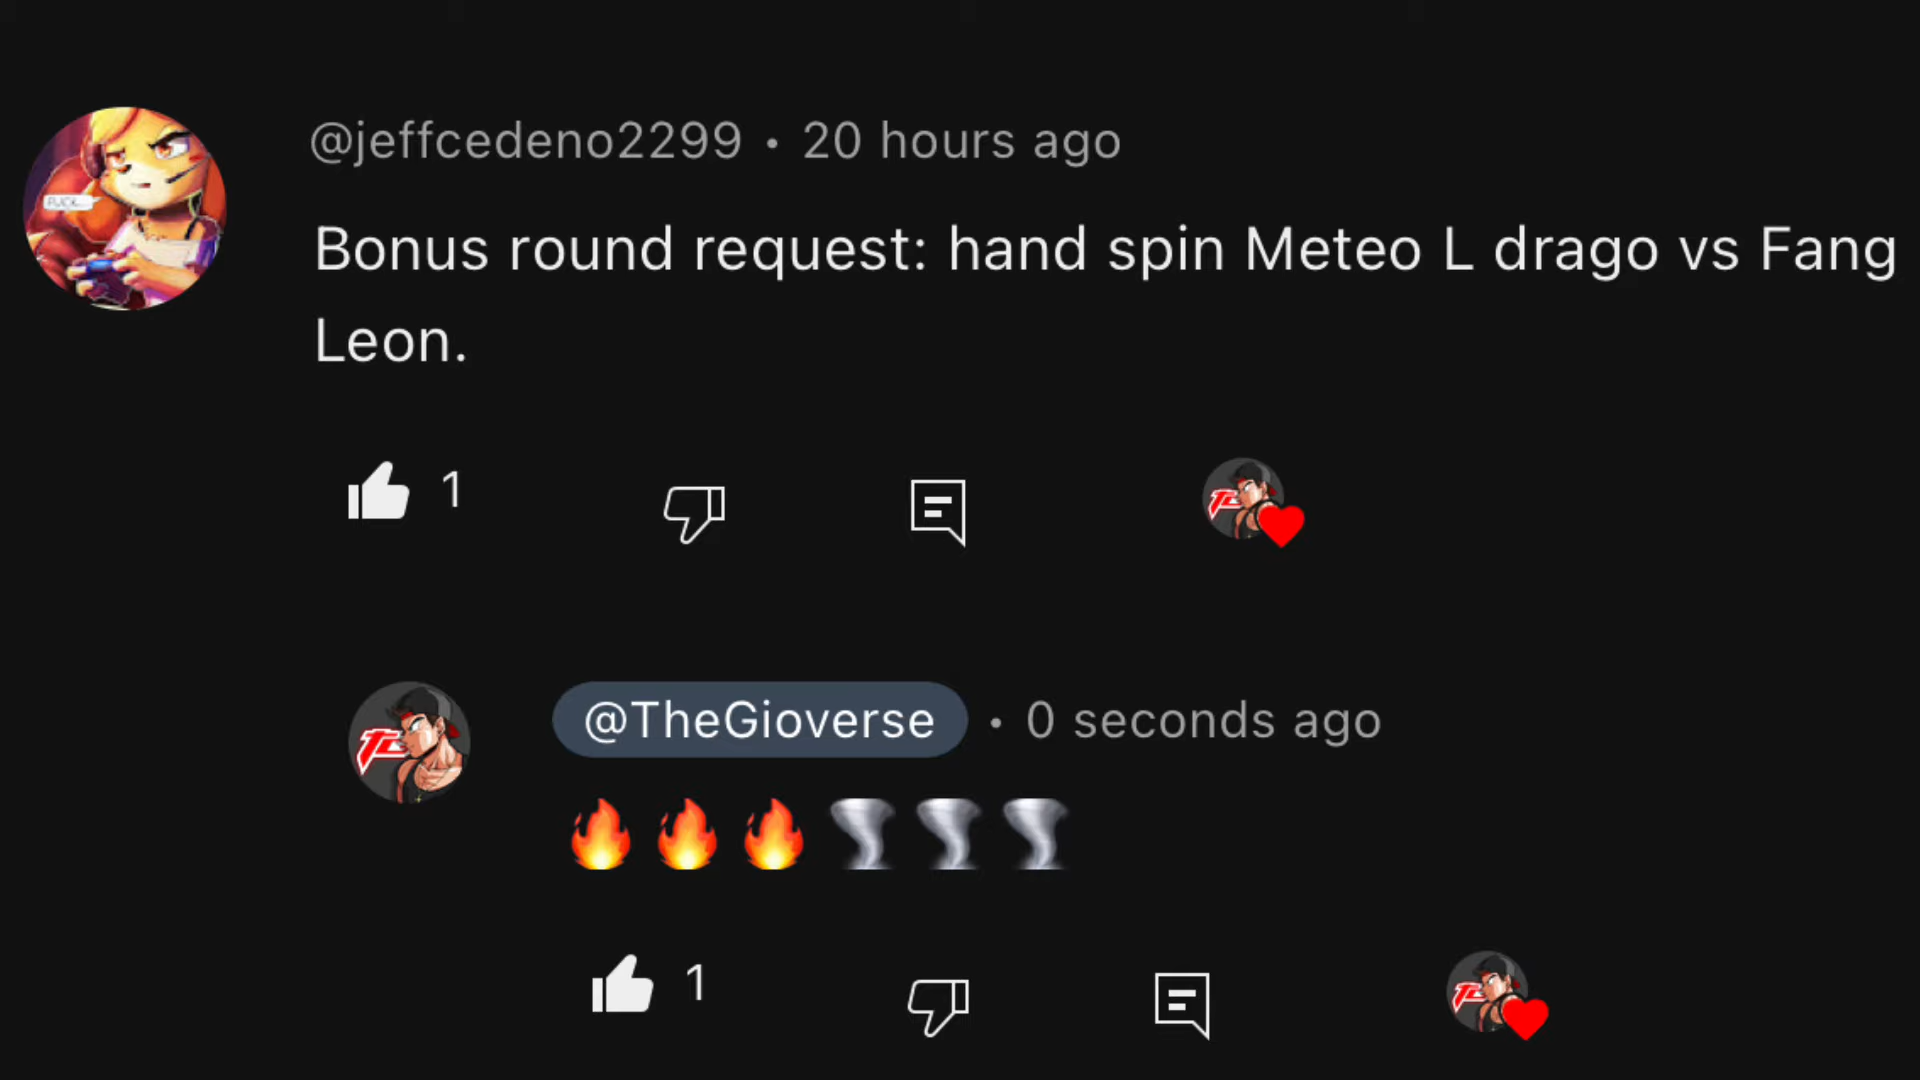 @jeffcedeno2299 • 20 hours ago
Bonus round request: hand spin Meteo L drago vs Fang
Leon.
1
@TheGioverse • 0 seconds ago
🔥🔥🔥🌪️🌪️🌪️
1